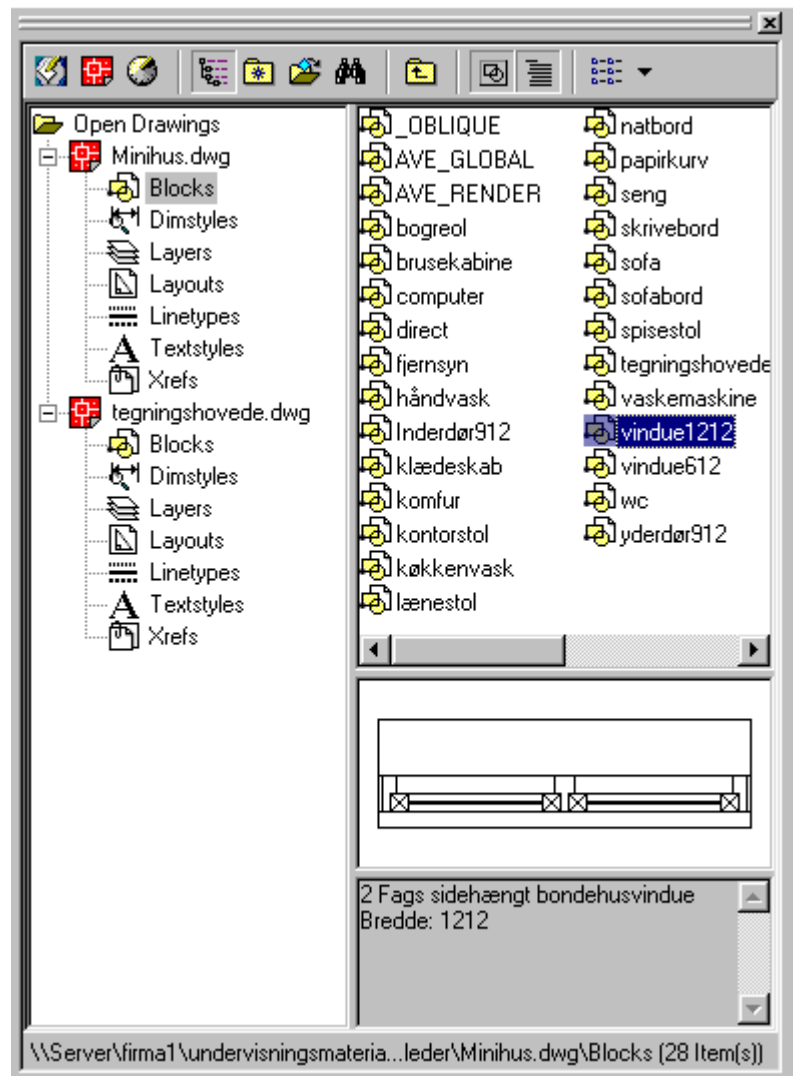 Open Drawings
Minihus.dwg
Blocks
Dimstyles
Layers
Layouts
Linetypes
Textstyles
Xrefs
tegningshovede.dwg
Blocks
Dimstyles
Layers
Layouts
Linetypes
Textstyles
Xrefs
_OBLIQUE
AVE_GLOBAL
AVE_RENDER
bogreol
brusekabine
computer
direct
fjernsyn
håndvask
Inderdør912
klædeskab
komfur
kontorstol
køkkenvask
lænestol
natbord
papirkurv
seng
skrivebord
sofa
sofabord
spisestol
tegningshovede
vaskemaskine
vindue1212
vindue612
wc
yderdør912
2 Fags sidehængt bondehusvindue
Bredde: 1212
\\Server\firma1\undervisningsmateria...leder\Minihus.dwg\Blocks (28 Item(s))